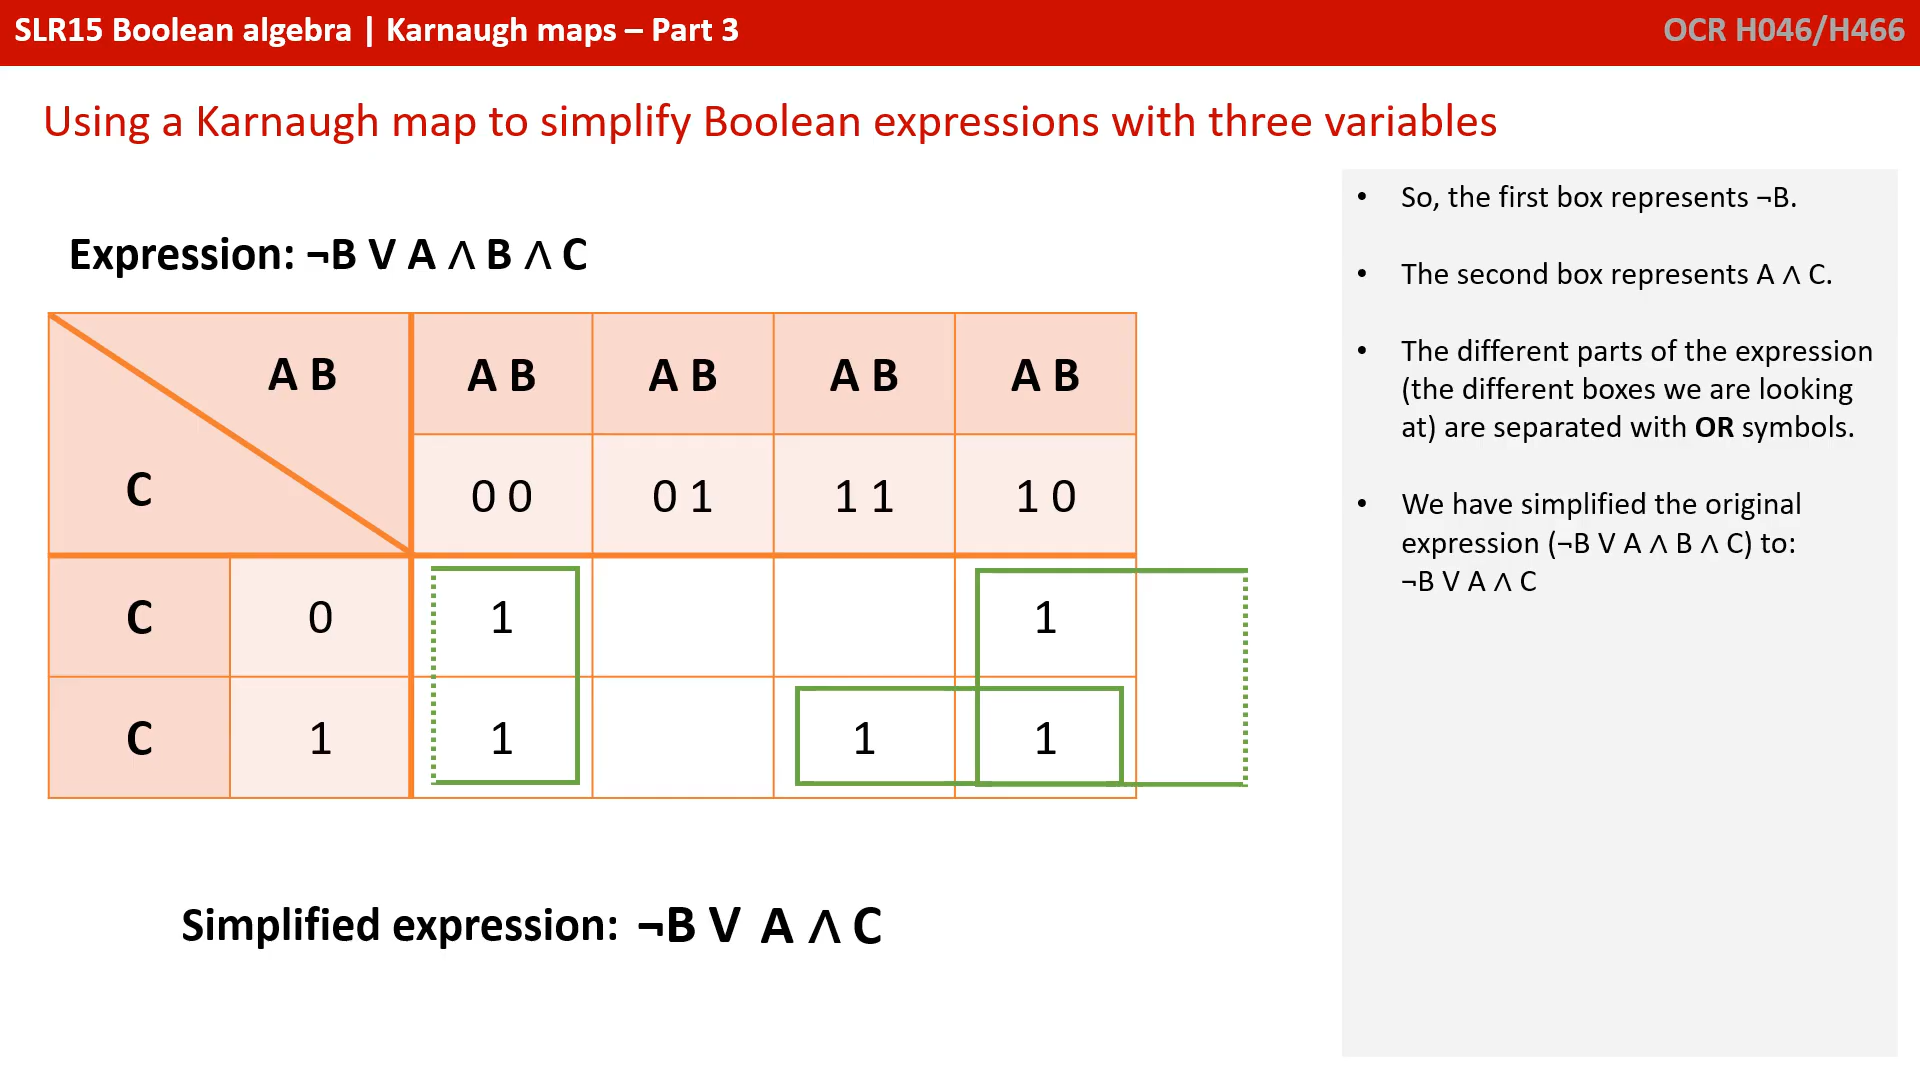 SLR15 Boolean algebra | Karnaugh maps – Part 3
OCR H046/H466
Using a Karnaugh map to simplify Boolean expressions with three variables
Expression: ¬B V A ∧ B ∧ C
A B
C
A B A B A B A B
0 0 0 1 1 1 1 0
C 0 1 1
C 1 1 1 1
Simplified expression: ¬B V A ∧ C
• So, the first box represents ¬B.
• The second box represents A ∧ C.
• The different parts of the expression
(the different boxes we are looking
at) are separated with OR symbols.
• We have simplified the original
expression (¬B V A ∧ B ∧ C) to:
¬B V A ∧ C